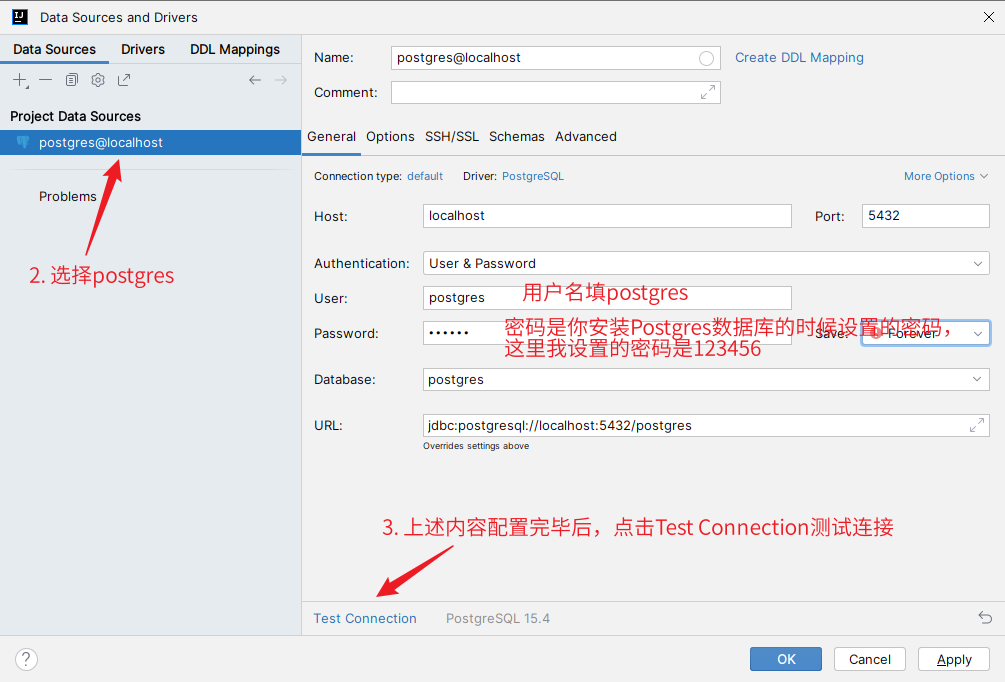 Data Sources and Drivers
Data Sources Drivers DDL Mappings
Project Data Sources
postgres@localhost
Problems
2. 选择postgres
Name: postgres@localhost Create DDL Mapping
Comment:
General Options SSH/SSL Schemas Advanced
Connection type: default Driver: PostgreSQL More Options
Host: localhost Port: 5432
Authentication: User & Password
User: postgres 用户名填postgres
Password: •••••• Save: Forever
密码是你安装Postgres数据库的时候设置的密码，
这里我设置的密码是123456
Database: postgres
URL: jdbc:postgresql://localhost:5432/postgres
Overrides settings above
3. 上述内容配置完毕后，点击Test Connection测试连接
Test Connection PostgreSQL 15.4
? OK Cancel Apply